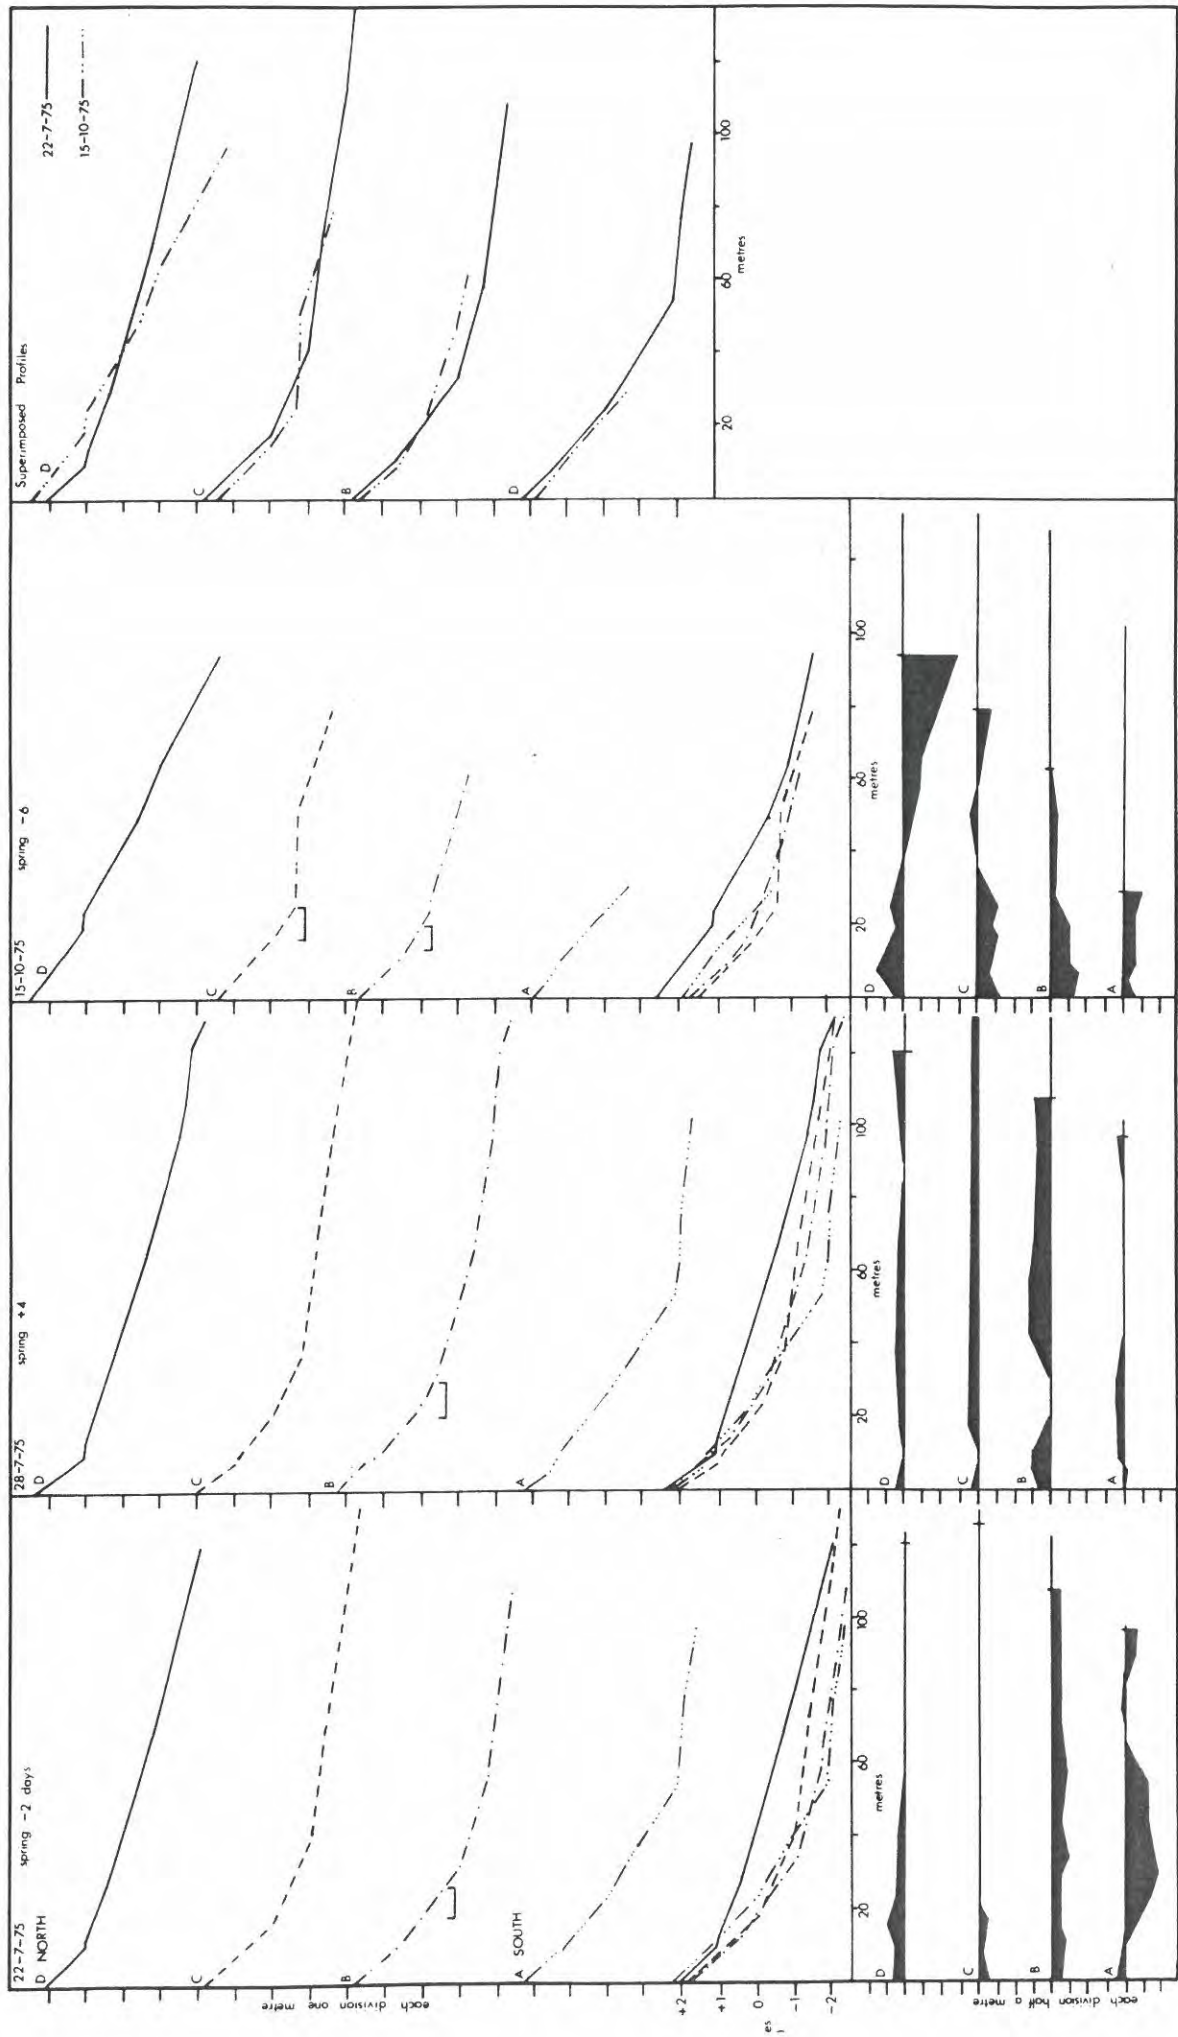 22-7-75 spring -2 days
D NORTH
C
B
A SOUTH
each division one metre
+2
+1
0
-1
-2
es
20
60
100
metres
D
C
B
A
each division half a metre
28-7-75 spring +4
D
C
B
A
20
60
100
metres
D
C
B
A
15-10-75 spring -6
D
C
B
A
20
60
100
metres
D
C
B
A
Superimposed Profiles
22-7-75
15-10-75
D
C
B
D
20
60
100
metres